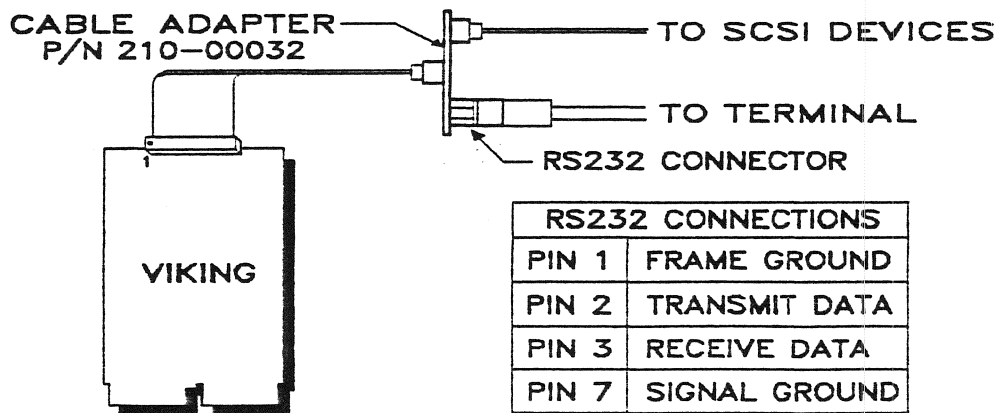 CABLE ADAPTER
P/N 210-00032
TO SCSI DEVICES
TO TERMINAL
RS232 CONNECTOR
1
VIKING
RS232 CONNECTIONS
PIN 1 FRAME GROUND
PIN 2 TRANSMIT DATA
PIN 3 RECEIVE DATA
PIN 7 SIGNAL GROUND